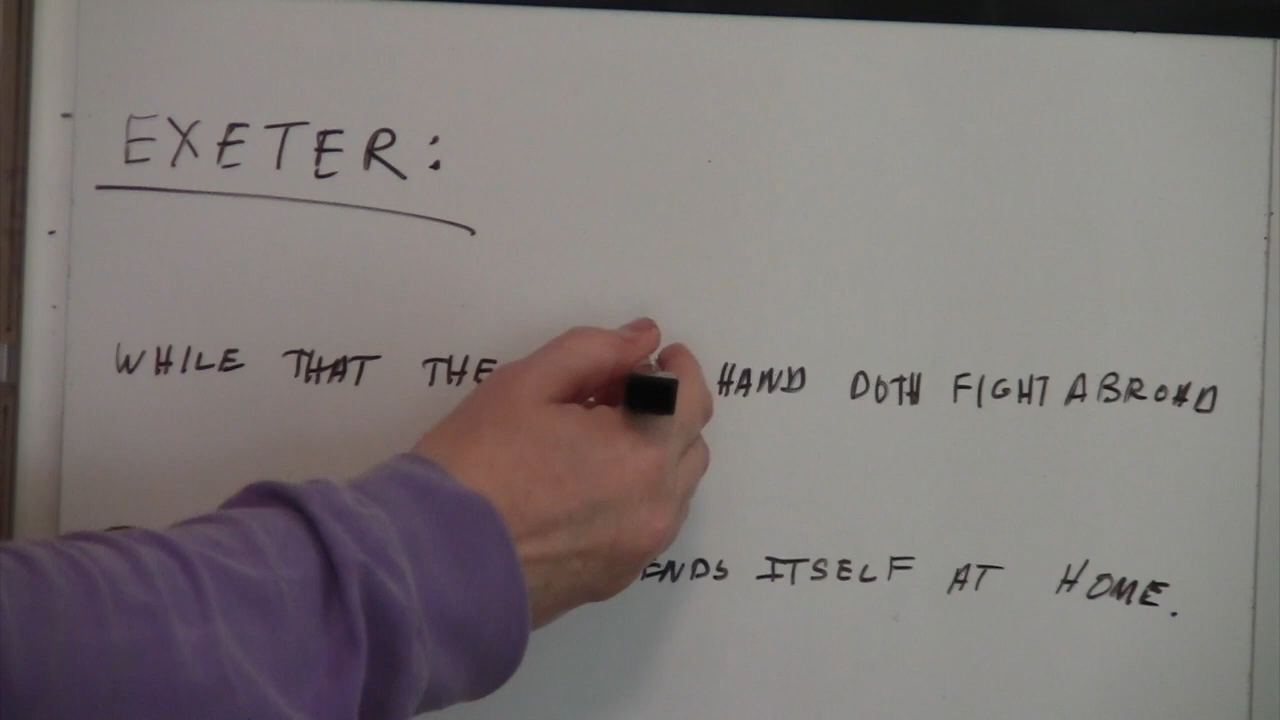 EXETER:
WHILE THAT THE HAND DOTH FIGHT ABROAD
ITSELF AT HOME.